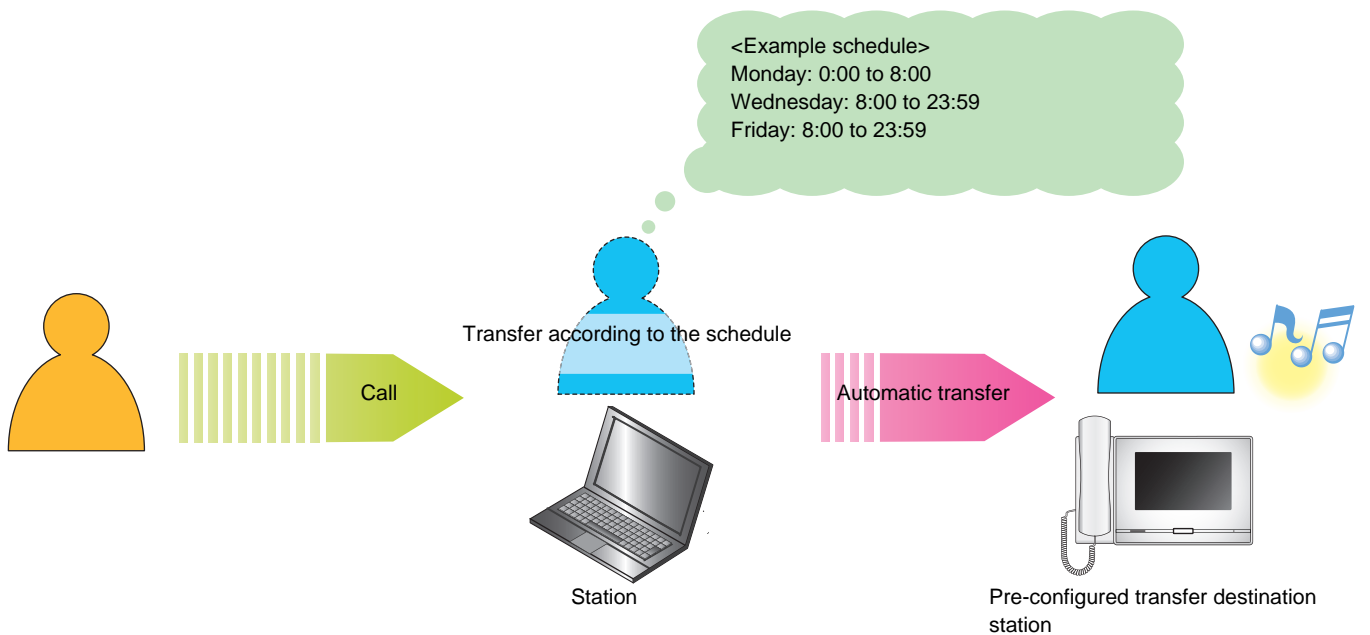 <Example schedule>
Monday: 0:00 to 8:00
Wednesday: 8:00 to 23:59
Friday: 8:00 to 23:59
Transfer according to the schedule
Call
Automatic transfer
Station
Pre-configured transfer destination
station